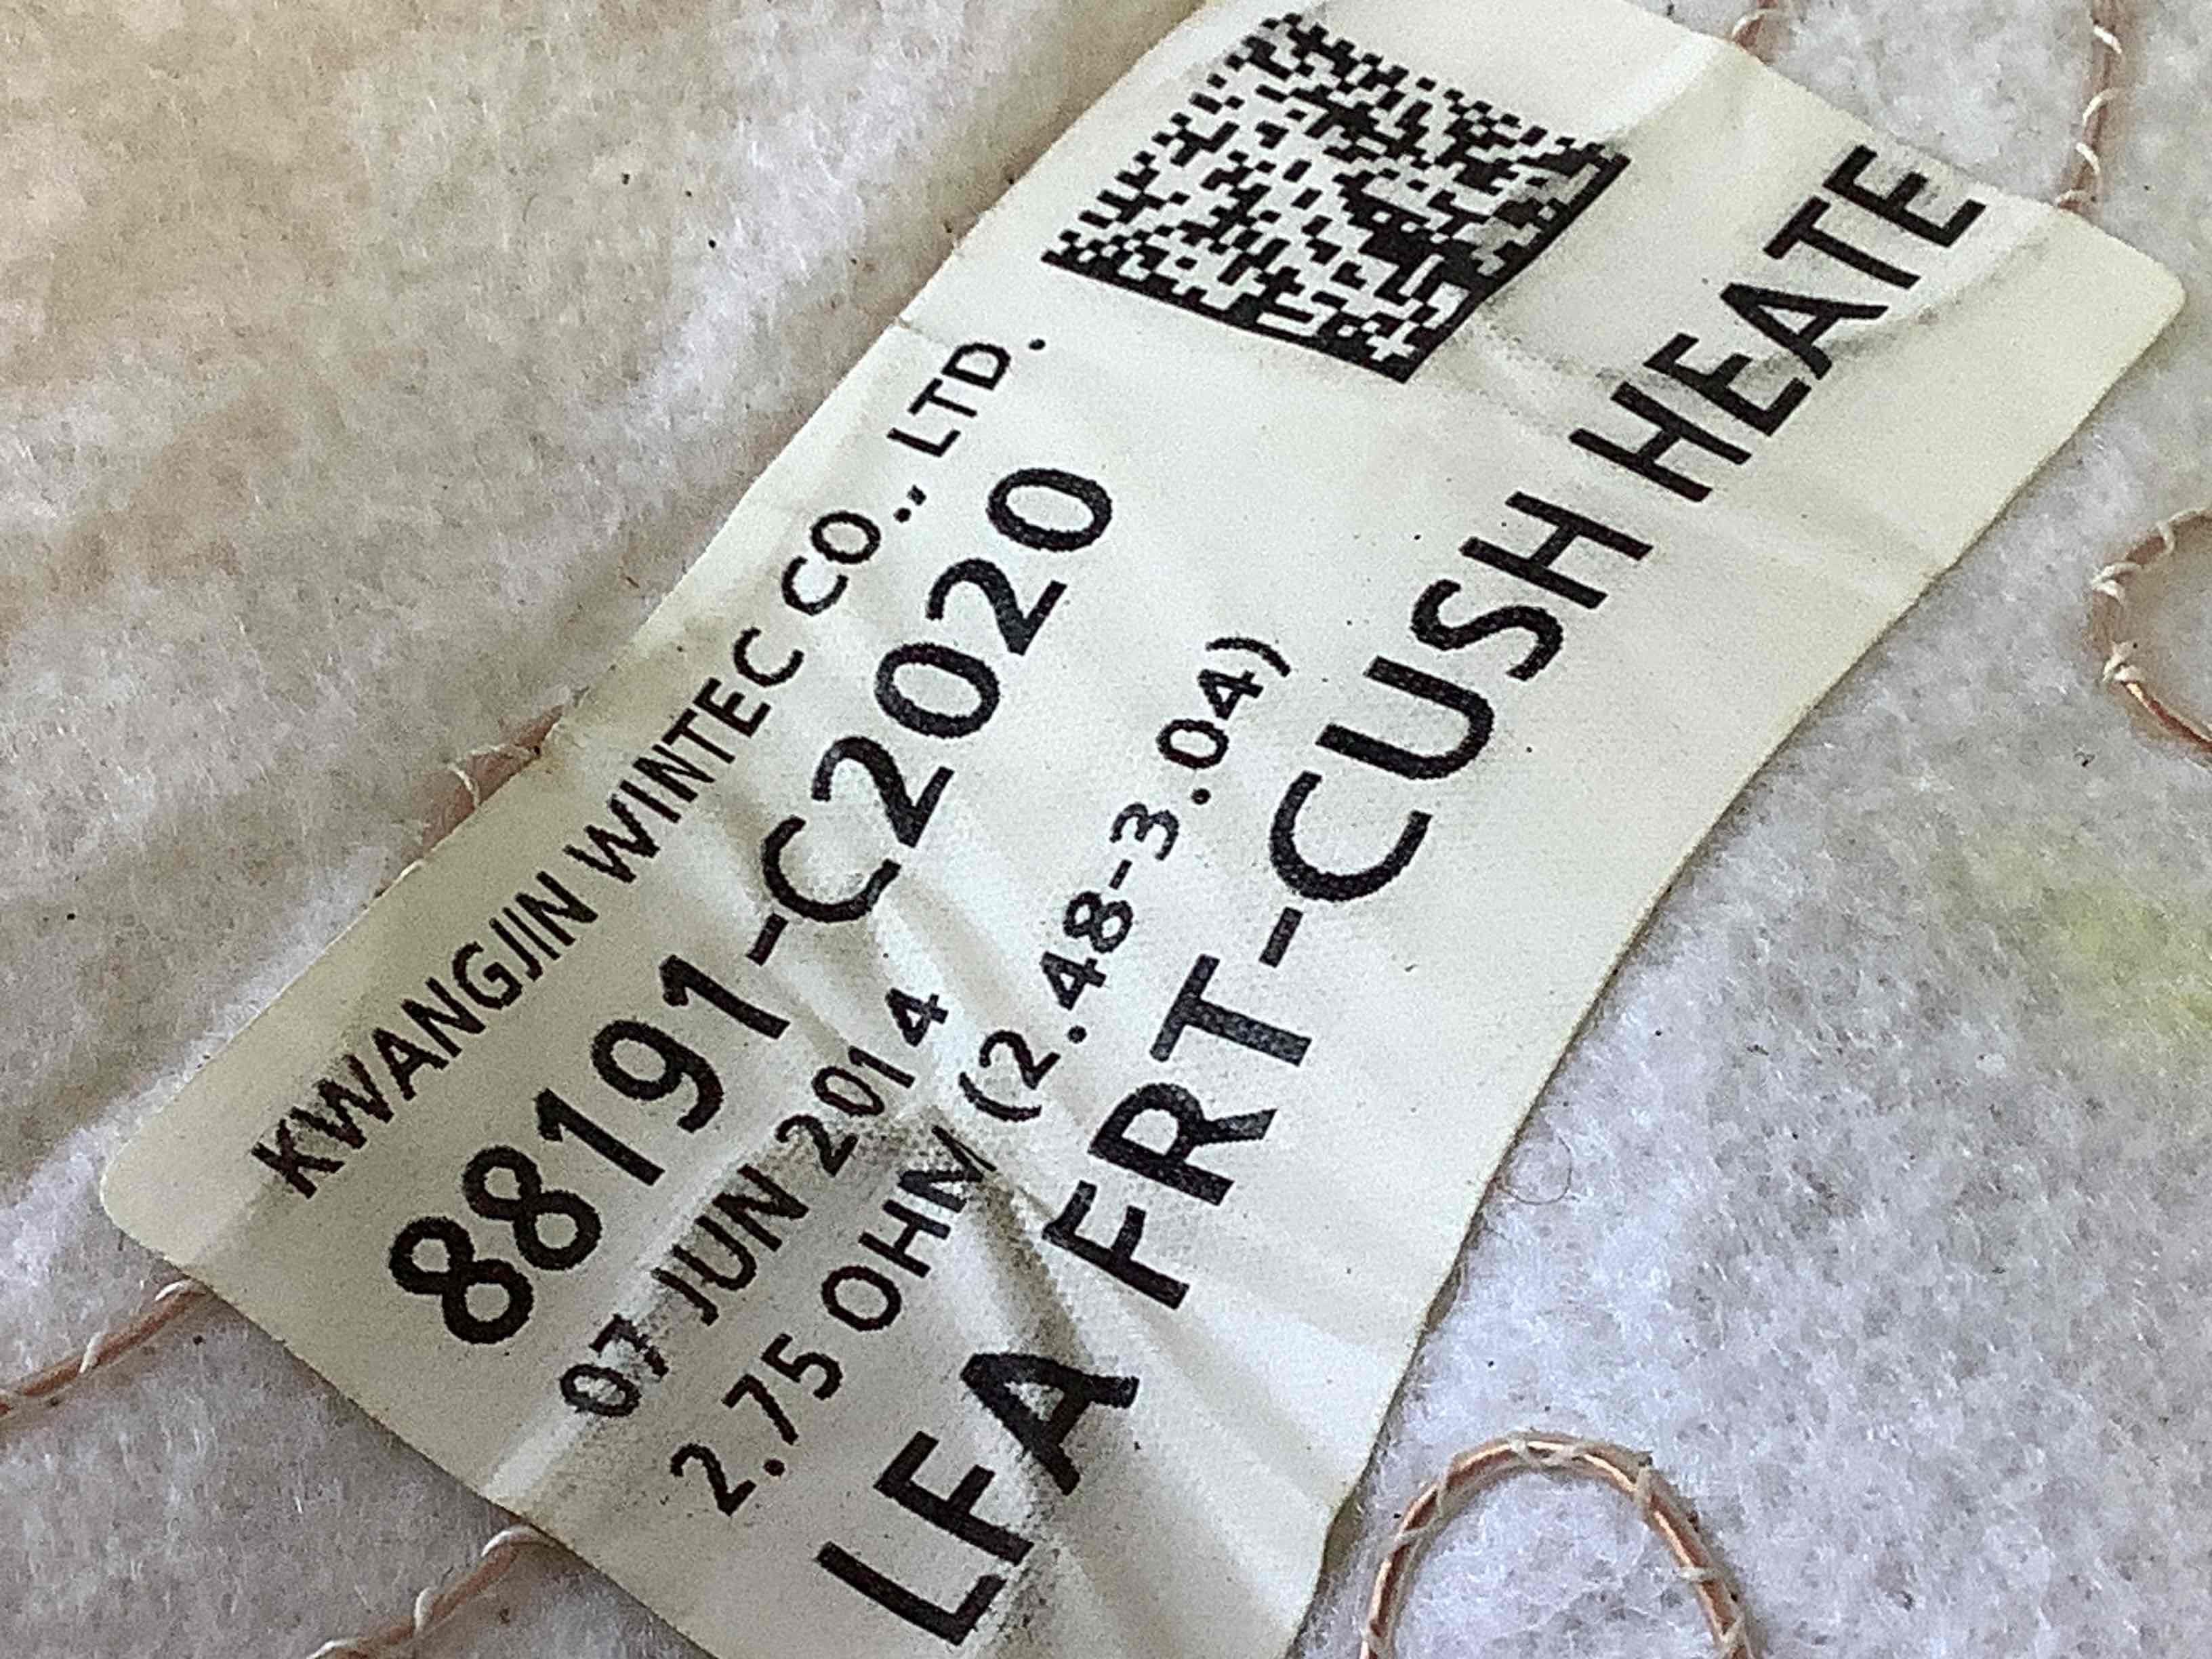 KWANGJIN WINTEC CO., LTD.
88191-C2020
07 JUN 2014
2.75 OHM (2.48-3.04)
LFA FRT-CUSH HEATE